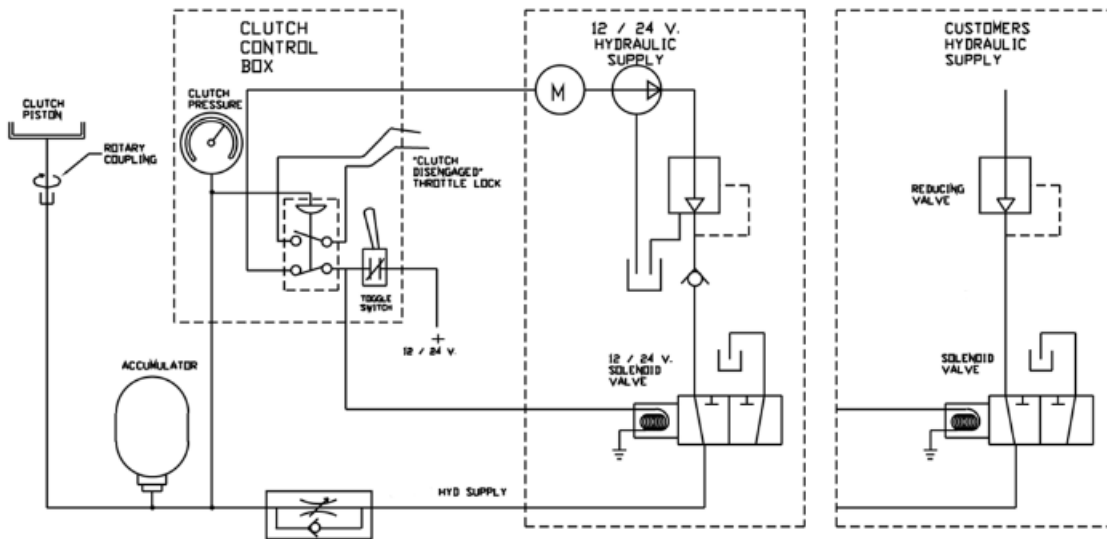 CLUTCH
CONTROL
BOX
12 / 24 V.
HYDRAULIC
SUPPLY
CUSTOMERS
HYDRAULIC
SUPPLY
CLUTCH
PISTON
CLUTCH
PRESSURE
M
ROTARY
COUPLING
"CLUTCH
DISENGAGED"
THROTTLE LOCK
REDUCING
VALVE
TOGGLE
SWITCH
+
12 / 24 V.
ACCUMULATOR
12 / 24 V.
SOLENOID
VALVE
SOLENOID
VALVE
HYD SUPPLY